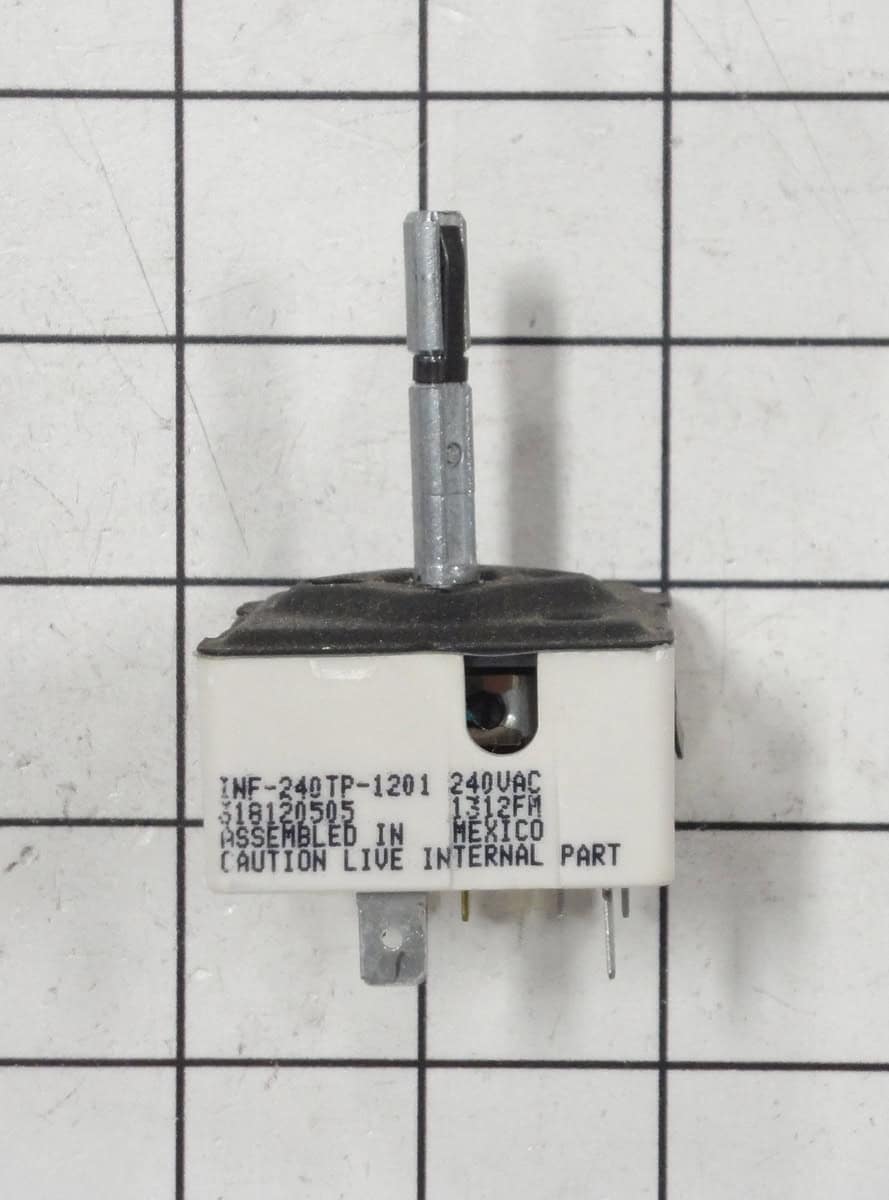 INF-240TP-1201 240VAC
318120505 1312FM
ASSEMBLED IN MEXICO
CAUTION LIVE INTERNAL PART